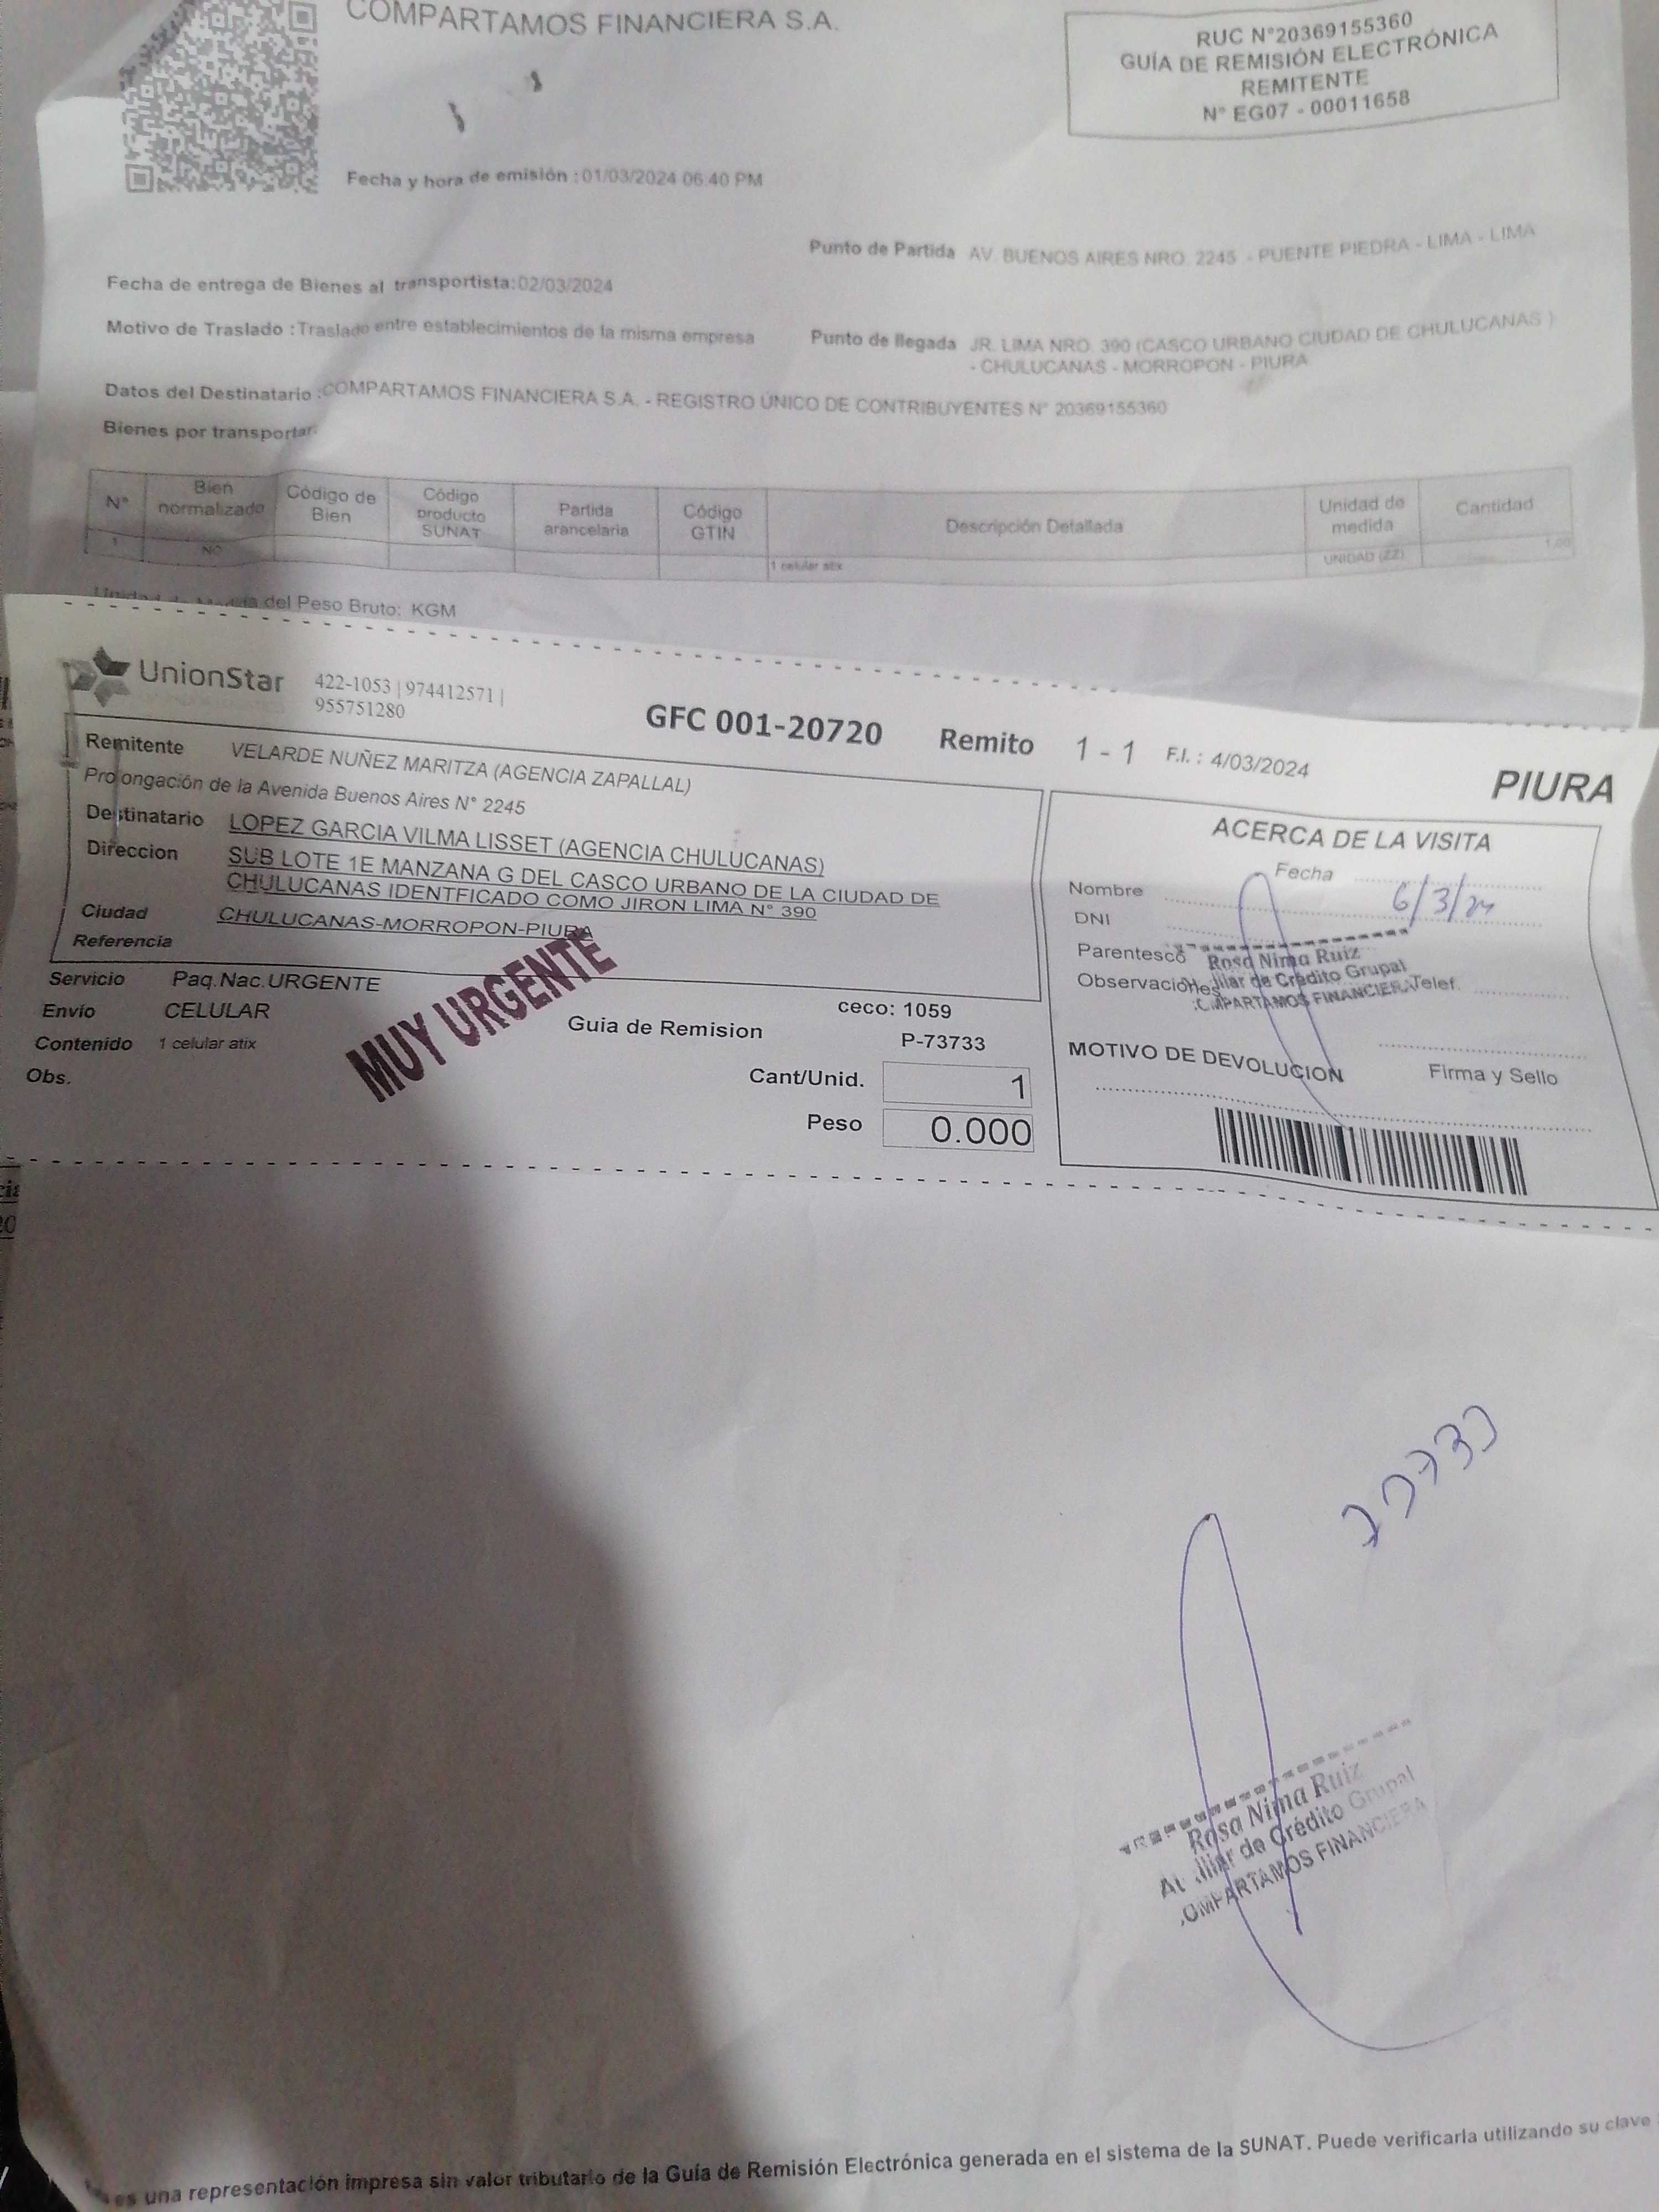 COMPARTAMOS FINANCIERA S.A.
RUC N°20369155360
GUÍA DE REMISIÓN ELECTRÓNICA
REMITENTE
N° EG07 - 00011658
Fecha y hora de emisión : 01/03/2024 06:40 PM
Punto de Partida AV. BUENOS AIRES NRO. 2245 - PUENTE PIEDRA - LIMA - LIMA
Fecha de entrega de Bienes al transportista:02/03/2024
Motivo de Traslado : Traslado entre establecimientos de la misma empresa
Punto de llegada JR. LIMA NRO. 390 (CASCO URBANO CIUDAD DE CHULUCANAS )
- CHULUCANAS - MORROPON - PIURA
Datos del Destinatario :COMPARTAMOS FINANCIERA S.A. - REGISTRO ÚNICO DE CONTRIBUYENTES N° 20369155360
Bienes por transportar:
N° Bien normalizado Código de Bien Código producto SUNAT Partida arancelaria Código GTIN Descripción Detallada Unidad de medida Cantidad
1 NO 1 celular atix UNIDAD (ZZ) 1.00
Unidad de Medida del Peso Bruto: KGM
UnionStar
422-1053 | 974412571 |
955751280
GFC 001-20720 Remito 1 - 1 F.I. : 4/03/2024
PIURA
Remitente VELARDE NUÑEZ MARITZA (AGENCIA ZAPALLAL)
Prolongación de la Avenida Buenos Aires N° 2245
Destinatario LOPEZ GARCIA VILMA LISSET (AGENCIA CHULUCANAS)
Direccion SUB LOTE 1E MANZANA G DEL CASCO URBANO DE LA CIUDAD DE
CHULUCANAS IDENTFICADO COMO JIRON LIMA N° 390
Ciudad CHULUCANAS-MORROPON-PIURA
Referencia
Servicio Paq.Nac.URGENTE
Envío CELULAR
Contenido 1 celular atix
Obs.
MUY URGENTE
ceco: 1059
Guia de Remision P-73733
Cant/Unid. 1
Peso 0.000
ACERCA DE LA VISITA
Fecha 6/3/24
Nombre
DNI
Parentesco
Observaciones
Telef.
Rosa Nima Ruiz
iliar de Crédito Grupal
OMPARTAMOS FINANCIERA
MOTIVO DE DEVOLUCION
Firma y Sello
Rosa Nima Ruiz
iliar de Crédito Grupal
OMPARTAMOS FINANCIERA
es una representación impresa sin valor tributario de la Guía de Remisión Electrónica generada en el sistema de la SUNAT. Puede verificarla utilizando su clave